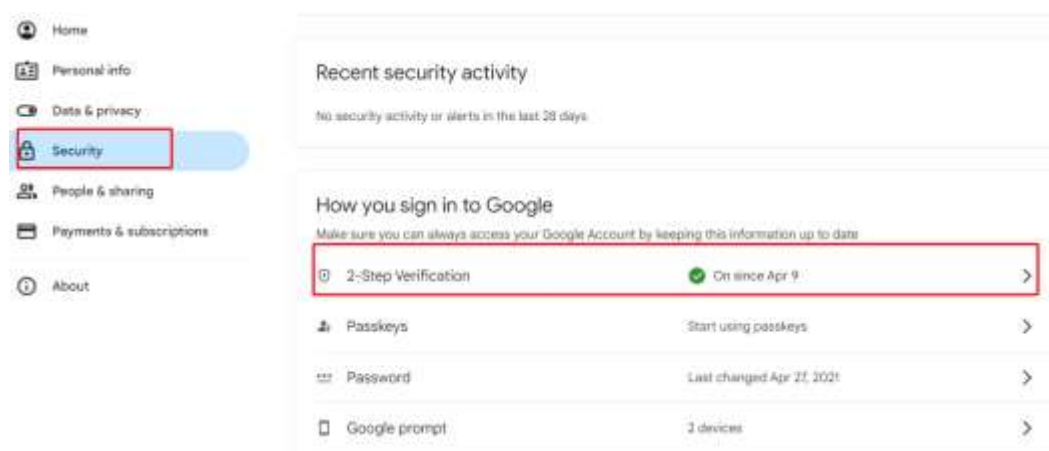 Home
Personal info
Data & privacy
Security
People & sharing
Payments & subscriptions
About
Recent security activity
No security activity or alerts in the last 28 days
How you sign in to Google
Make sure you can always access your Google Account by keeping this information up to date
2-Step Verification On since Apr 9
Passkeys Start using passkeys
Password Last changed Apr 27, 2021
Google prompt 2 devices